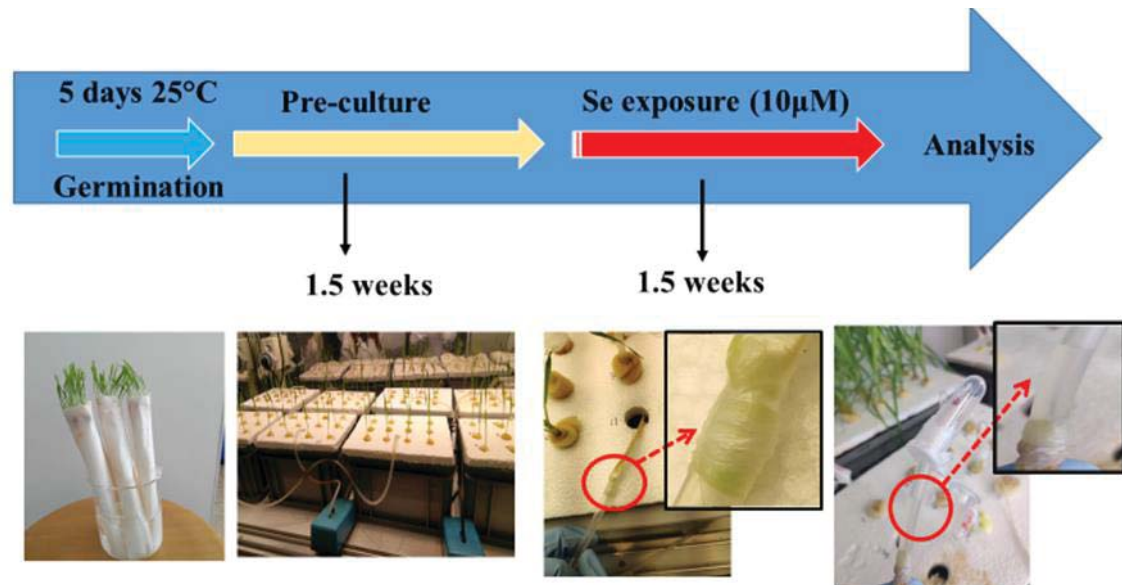 5 days 25°C
Germination
Pre-culture
Se exposure (10µM)
Analysis
1.5 weeks
1.5 weeks